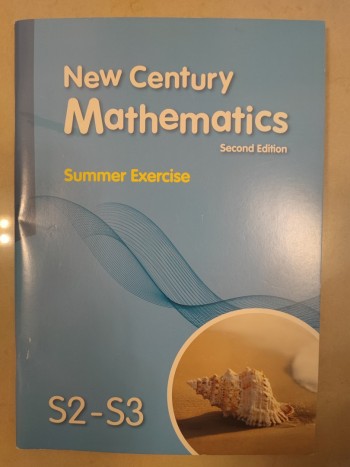 New Century
Mathematics
Second Edition
Summer Exercise
S2-S3